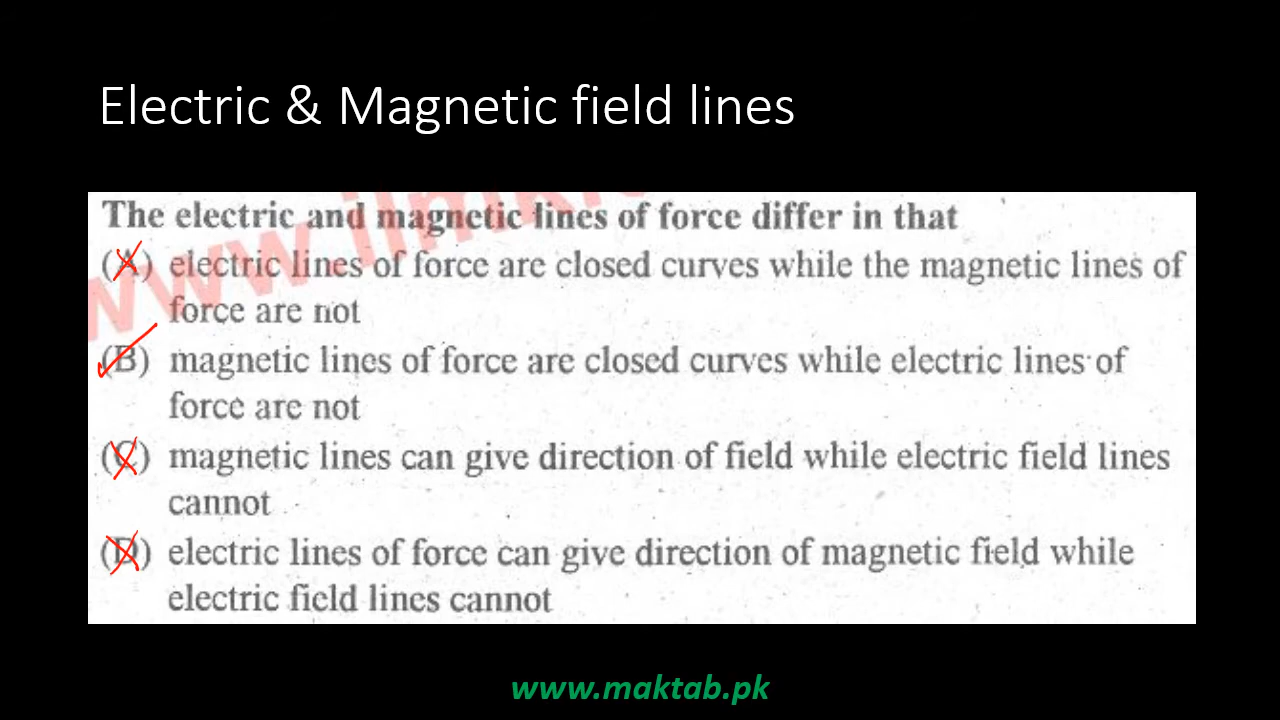 Electric & Magnetic field lines
The electric and magnetic lines of force differ in that
(A) electric lines of force are closed curves while the magnetic lines of
force are not
(B) magnetic lines of force are closed curves while electric lines of
force are not
(C) magnetic lines can give direction of field while electric field lines
cannot
(D) electric lines of force can give direction of magnetic field while
electric field lines cannot
www.maktab.pk